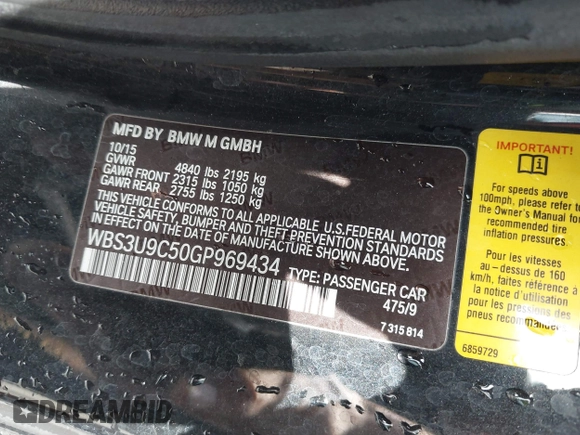 MFD BY BMW M GMBH
10/15
GVWR 4840 lbs 2195 kg
GAWR FRONT 2315 lbs 1050 kg
GAWR REAR 2755 lbs 1250 kg
THIS VEHICLE CONFORMS TO ALL APPLICABLE U.S.FEDERAL MOTOR
VEHICLE SAFETY, BUMPER AND THEFT PREVENTION STANDARDS
IN EFFECT ON THE DATE OF MANUFACTURE SHOWN ABOVE.
WBS3U9C50GP969434 TYPE: PASSENGER CAR
475/9
7 315 814
IMPORTANT!
For speeds above
100mph, please refer to
the Owner's Manual for
recommended tire
inflation pressures.
Pour les vitesses
au - dessus de 160
km/h, faites attention à
la notice d'utilisation
pour les pressions des
pneus recommander
6859729
DREAMBID